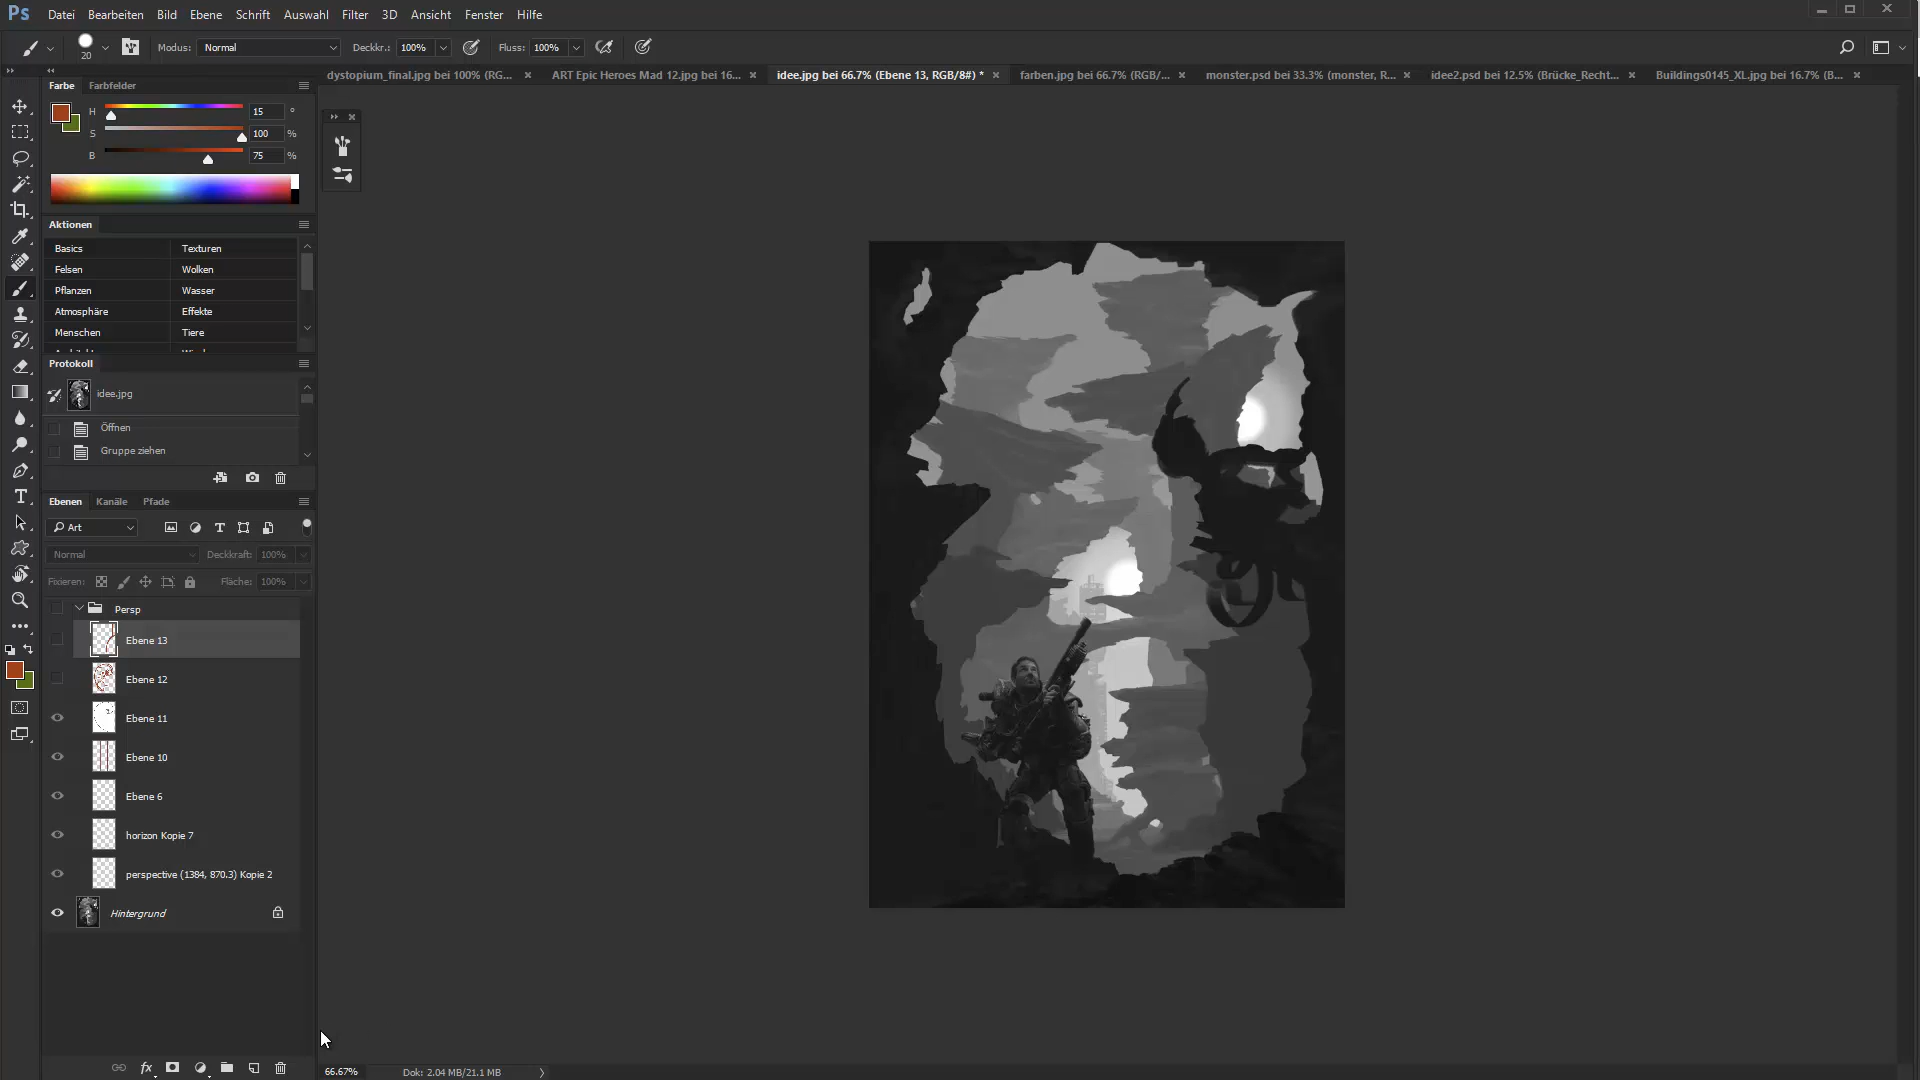 Ps Datei Bearbeiten Bild Ebene Schrift Auswahl Filter 3D Ansicht Fenster Hilfe
20 Modus: Normal Deckkr.: 100% Fluss: 100%
dystopium_final.jpg bei 100% (RG... ART Epic Heroes Mad 12.jpg bei 16... idee.jpg bei 66.7% (Ebene 13, RGB/8#) * farben.jpg bei 66.7% (RGB/... monster.psd bei 33.3% (monster, R... idee2.psd bei 12.5% (Brücke_Recht... Buildings0145_XL.jpg bei 16.7% (B...
Farbe Farbfelder
H 15 °
S 100 %
B 75 %
Aktionen
Basics Texturen
Felsen Wolken
Pflanzen Wasser
Atmosphäre Effekte
Menschen Tiere
Protokoll
idee.jpg
Öffnen
Gruppe ziehen
Ebenen Kanäle Pfade
Art
Normal Deckkraft: 100%
Fixieren: Fläche: 100%
Persp
Ebene 13
Ebene 12
Ebene 11
Ebene 10
Ebene 6
horizon Kopie 7
perspective (1384, 870.3) Kopie 2
Hintergrund
fx
66.67% Dok: 2.04 MB/21.1 MB